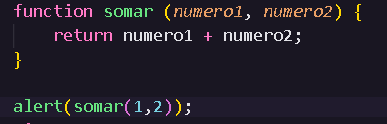 function somar (numero1, numero2) {
    return numero1 + numero2;
}
alert(somar(1,2));